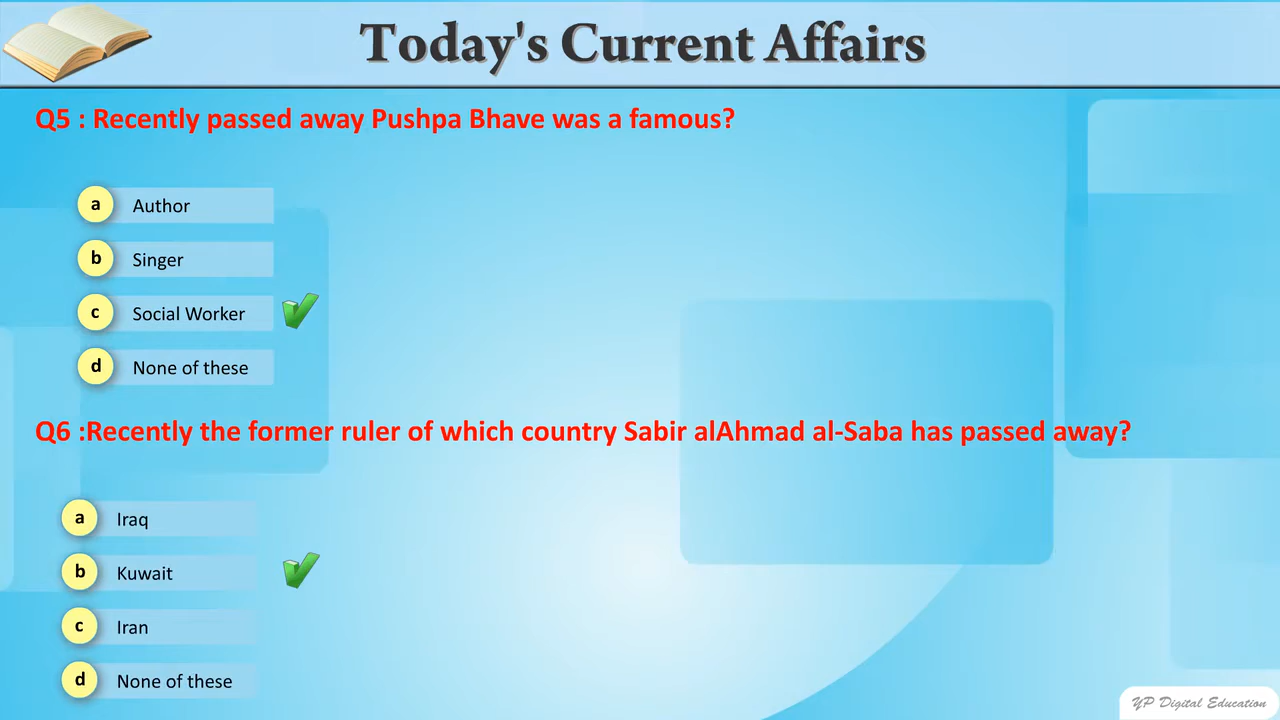 Today's Current Affairs
Q5 : Recently passed away Pushpa Bhave was a famous?
a Author
b Singer
c Social Worker
d None of these
Q6 :Recently the former ruler of which country Sabir alAhmad al-Saba has passed away?
a Iraq
b Kuwait
c Iran
d None of these
YP Digital Education